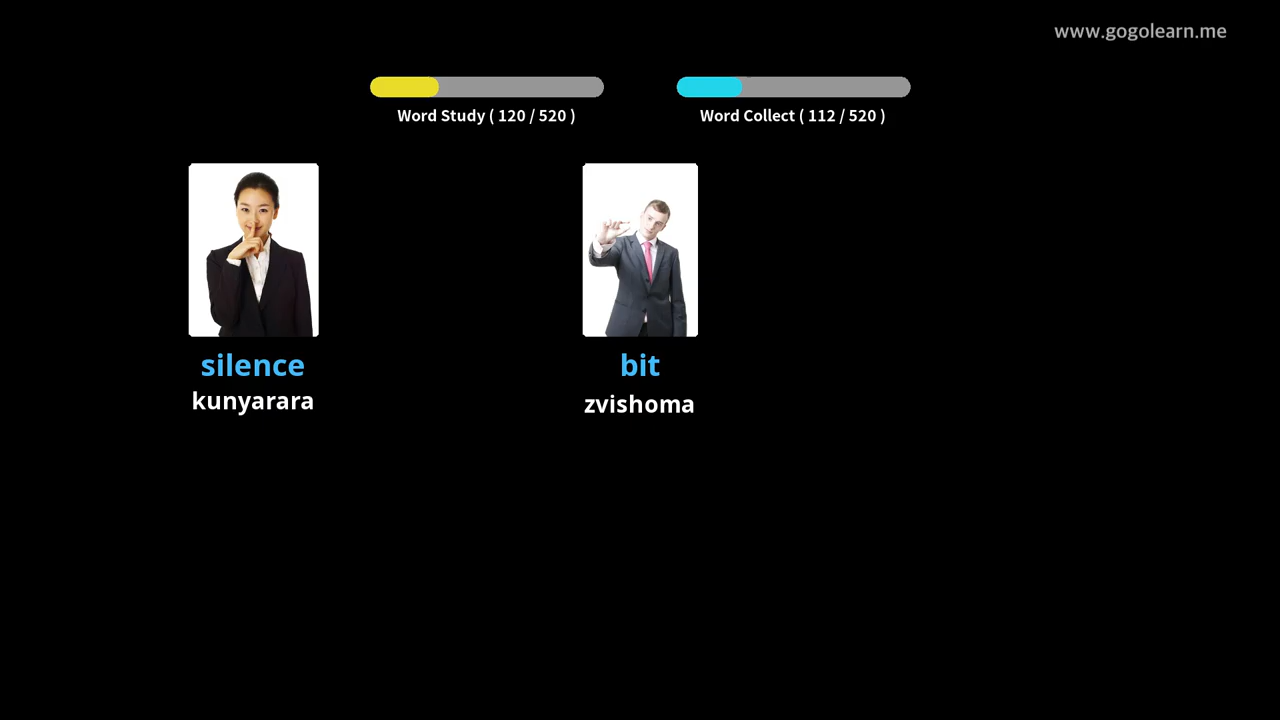 www.gogolearn.me
Word Study ( 120 / 520 )
Word Collect ( 112 / 520 )
silence
kunyarara
bit
zvishoma